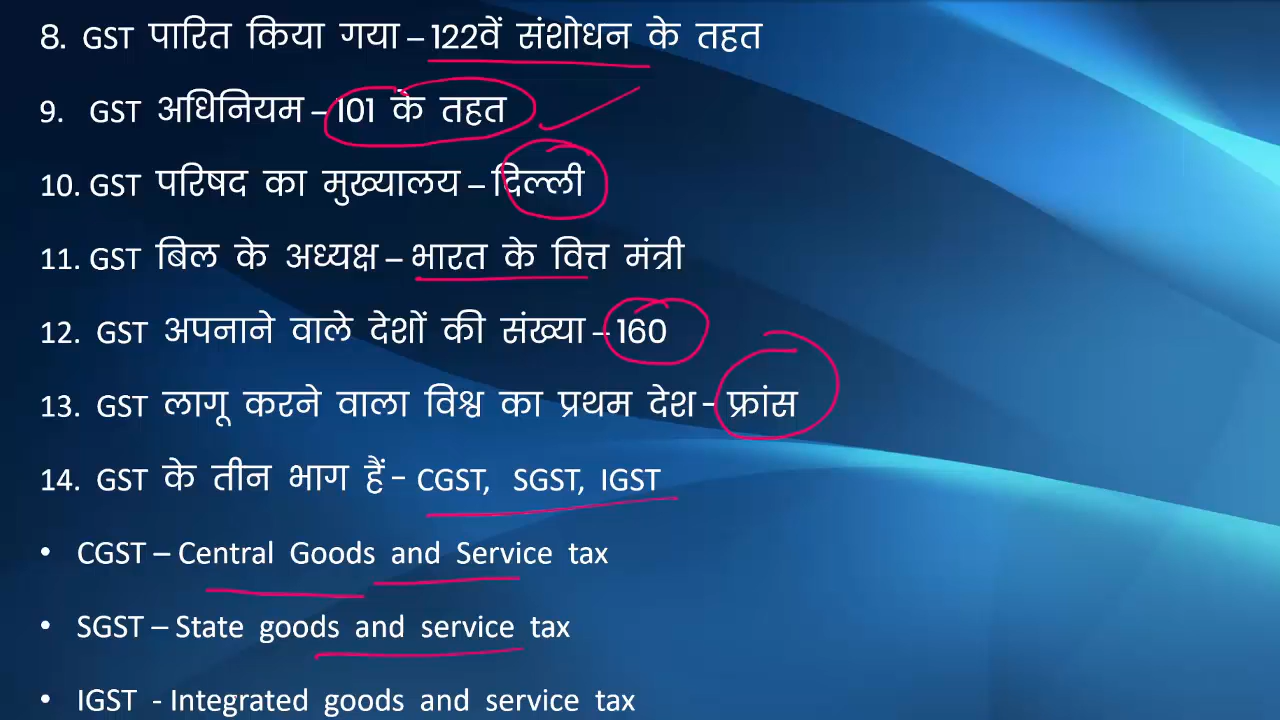 8. GST पारित किया गया – 122वें संशोधन के तहत
9. GST अधिनियम – 101 के तहत
10. GST परिषद का मुख्यालय – दिल्ली
11. GST बिल के अध्यक्ष – भारत के वित्त मंत्री
12. GST अपनाने वाले देशों की संख्या – 160
13. GST लागू करने वाला विश्व का प्रथम देश - फ्रांस
14. GST के तीन भाग हैं - CGST, SGST, IGST
• CGST – Central Goods and Service tax
• SGST – State goods and service tax
• IGST - Integrated goods and service tax